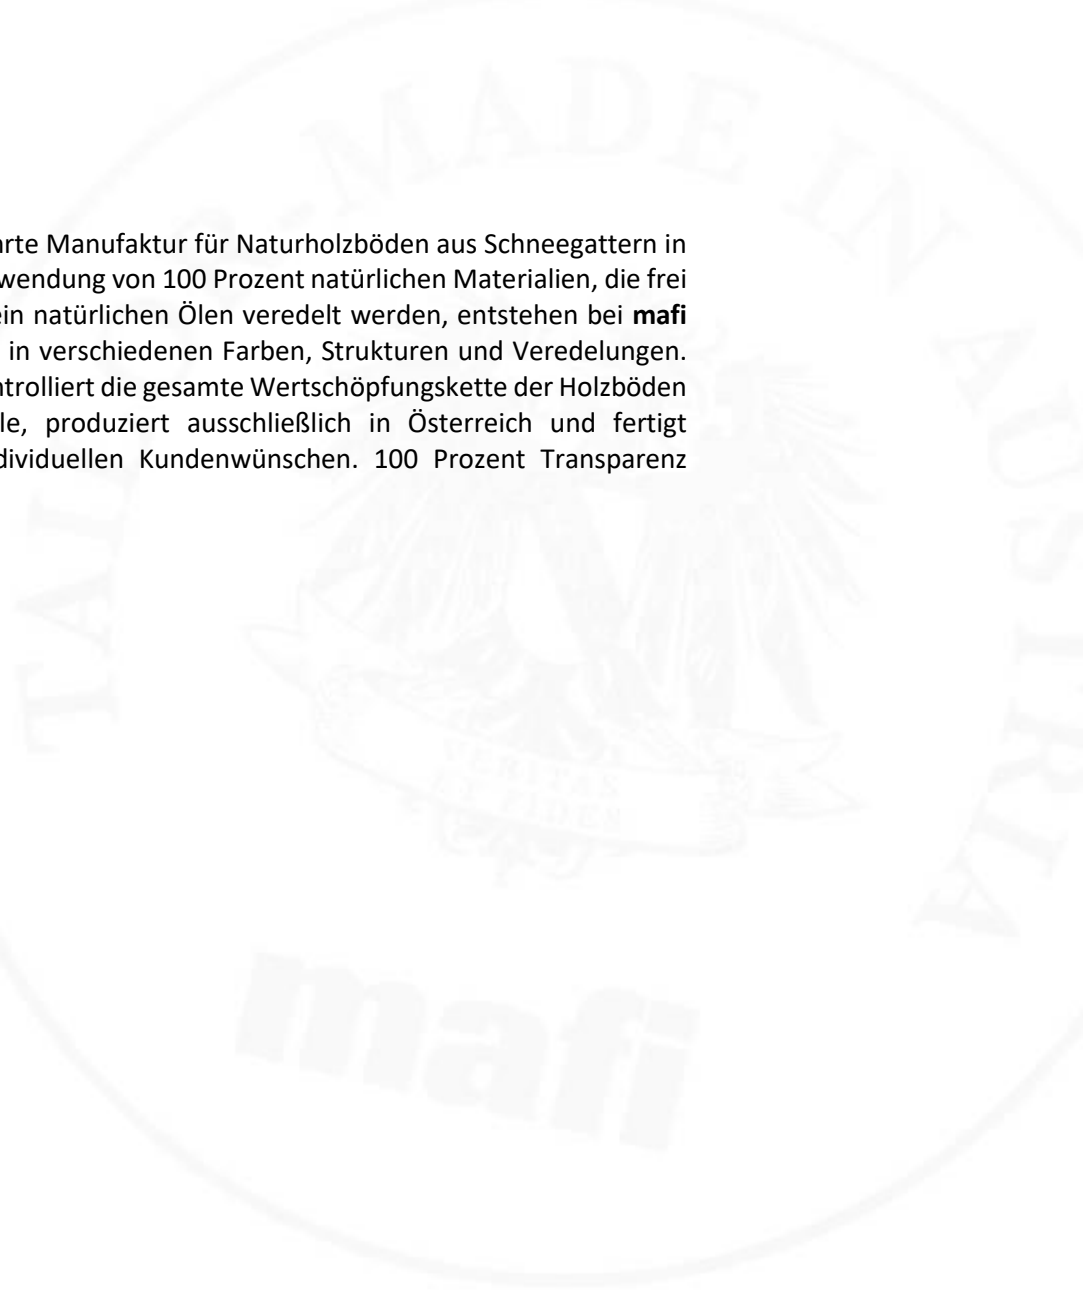 rte Manufaktur für Naturholzböden aus Schneegattern in
wendung von 100 Prozent natürlichen Materialien, die frei
ein natürlichen Ölen veredelt werden, entstehen bei mafi
in verschiedenen Farben, Strukturen und Veredelungen.
ntrolliert die gesamte Wertschöpfungskette der Holzböden
le, produziert ausschließlich in Österreich und fertigt
dividuellen Kundenwünschen. 100 Prozent Transparenz
TAILOR-MADE IN AUSTRIA
VERITAS
ET FIDES
mafi